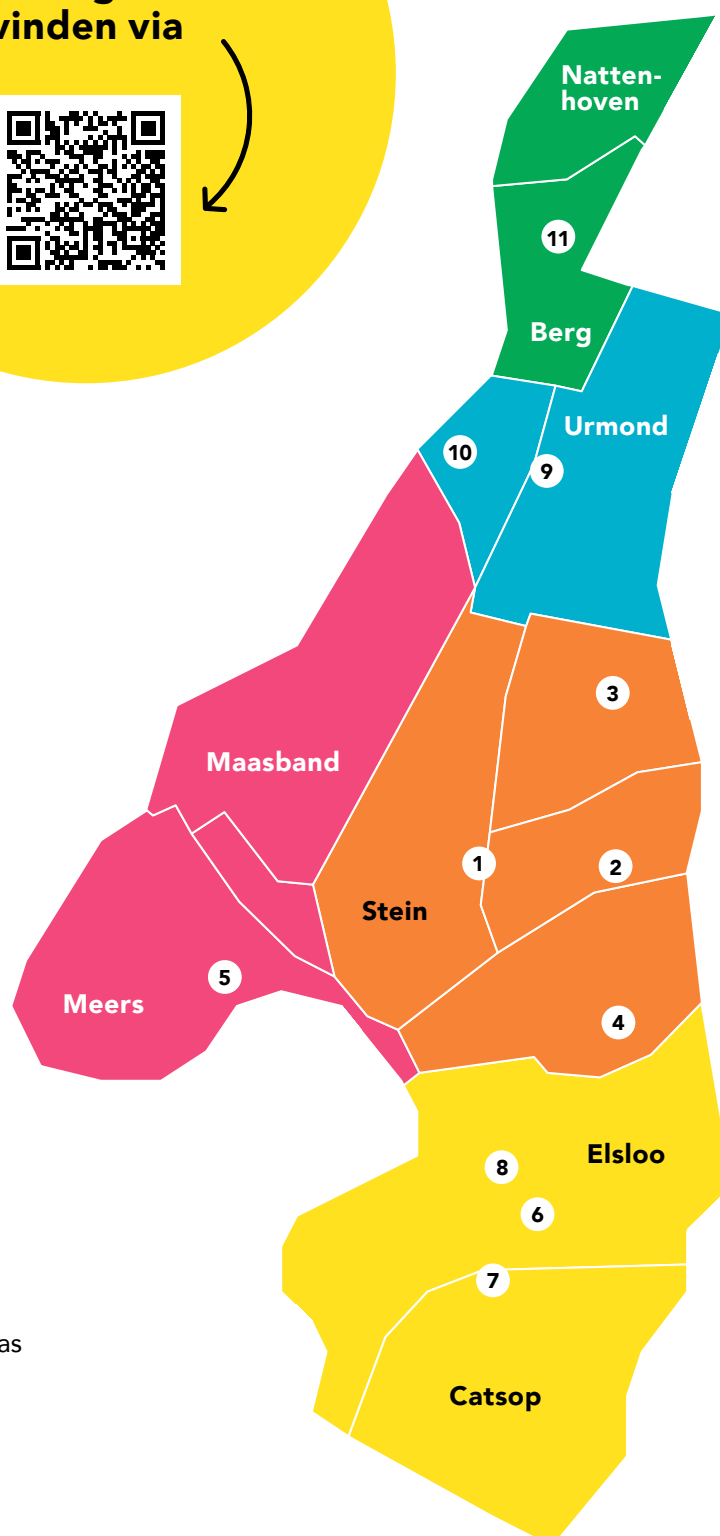 vinden via
Natten-
hoven
11
Berg
Urmond
10
9
3
Maasband
1
2
Stein
5
Meers
4
Elsloo
8
6
7
as
Catsop